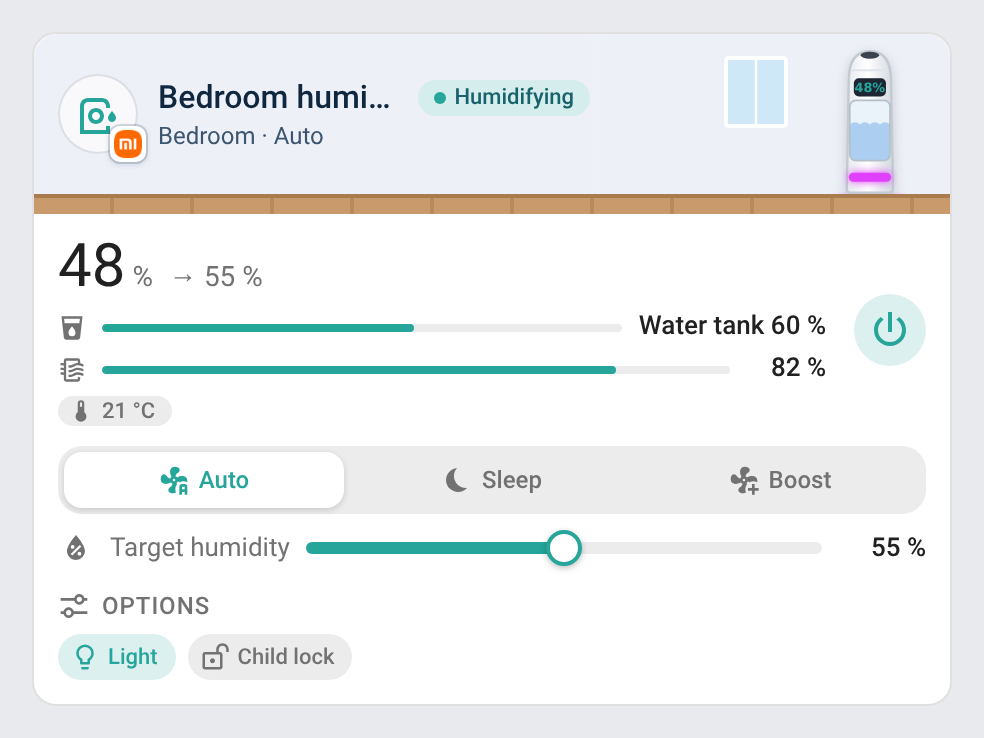 Bedroom humi…
Humidifying
Bedroom · Auto
mi
48%
48 % → 55 %
Water tank 60 %
82 %
21 °C
Auto
Sleep
Boost
Target humidity
55 %
OPTIONS
Light
Child lock